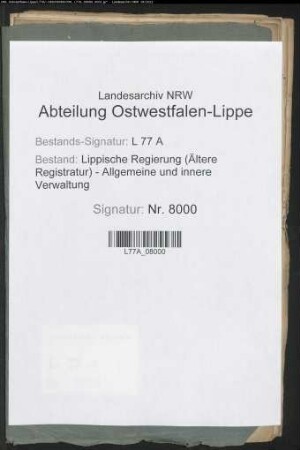 Landesarchiv NRW
Abteilung Ostwestfalen-Lippe
Bestands-Signatur: L 77 A
Bestand: Lippische Regierung (Ältere
Registratur) - Allgemeine und innere
Verwaltung
Signatur: Nr. 8000
L77A_08000